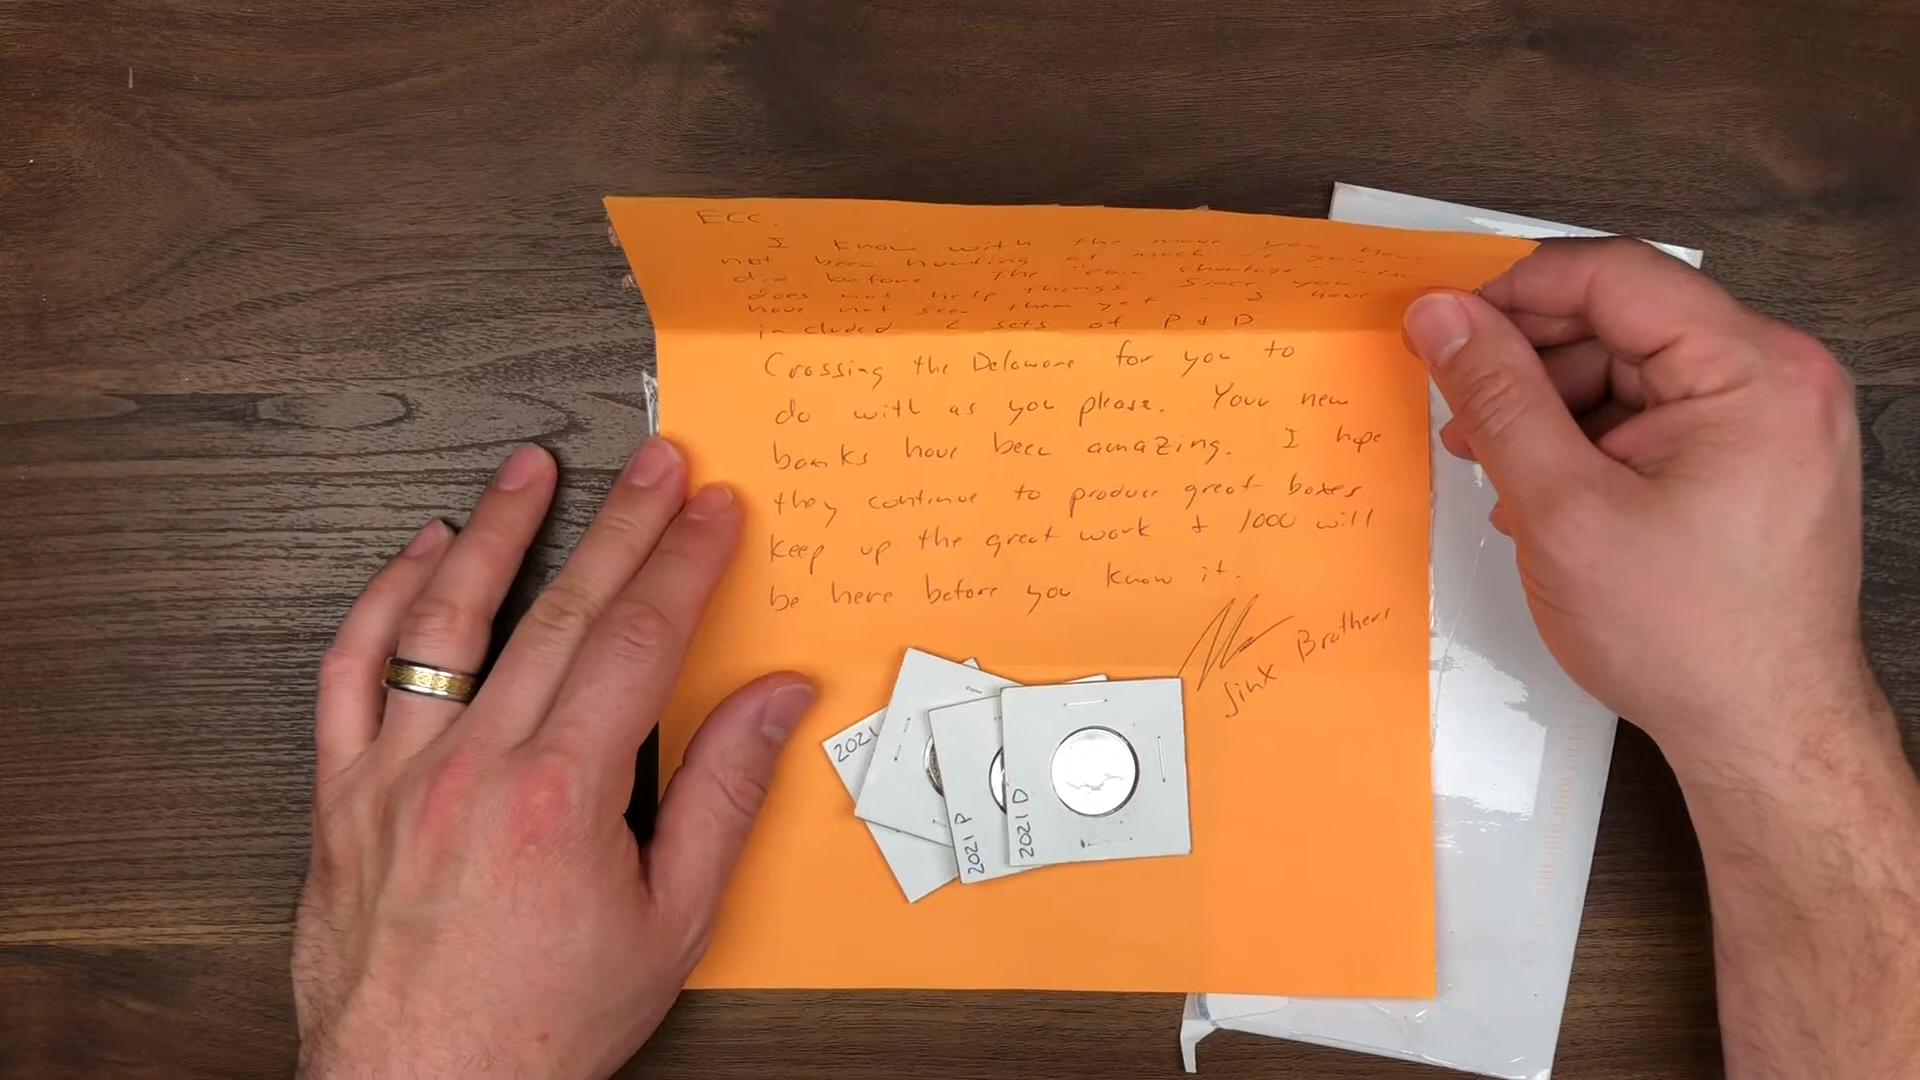 ECC,
I know with the move you have
not been hunting as much as you
did before. The "coin shortage" also
does not help things. Since you
have not seen them yet - I have
included 2 sets of P & D
Crossing the Delaware for you to
do with as you please. Your new
banks have been amazing. I hope
they continue to produce great boxes.
Keep up the great work + 1000 will
be here before you know it.
Jinx Brothers
2021
2021 P
2021 D